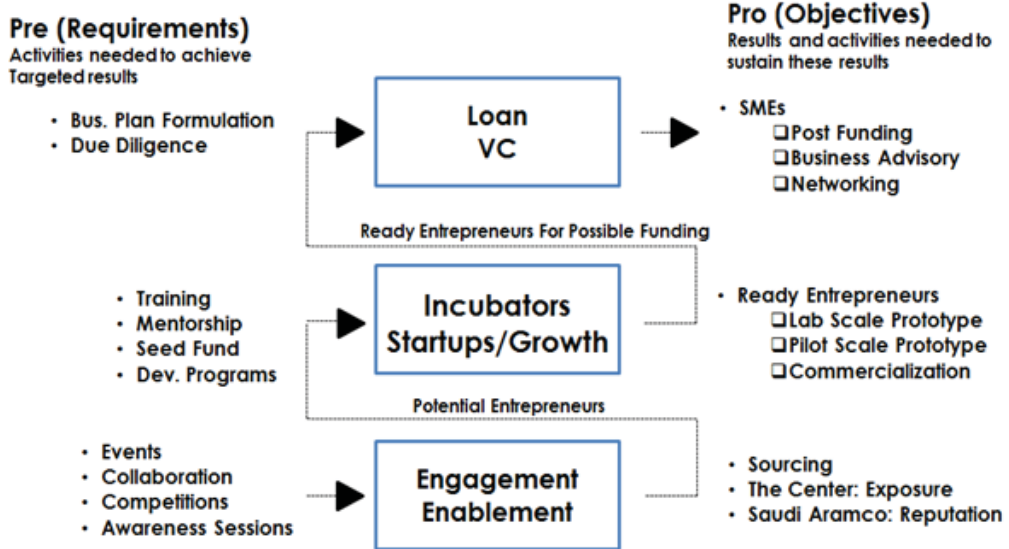 Pre (Requirements)
Activities needed to achieve
Targeted results
Pro (Objectives)
Results and activities needed to
sustain these results
• Bus. Plan Formulation
• Due Diligence
Loan
VC
• SMEs
❑Post Funding
❑Business Advisory
❑Networking
Ready Entrepreneurs For Possible Funding
• Training
• Mentorship
• Seed Fund
• Dev. Programs
Incubators
Startups/Growth
• Ready Entrepreneurs
❑Lab Scale Prototype
❑Pilot Scale Prototype
❑Commercialization
Potential Entrepreneurs
• Events
• Collaboration
• Competitions
• Awareness Sessions
Engagement
Enablement
• Sourcing
• The Center: Exposure
• Saudi Aramco: Reputation